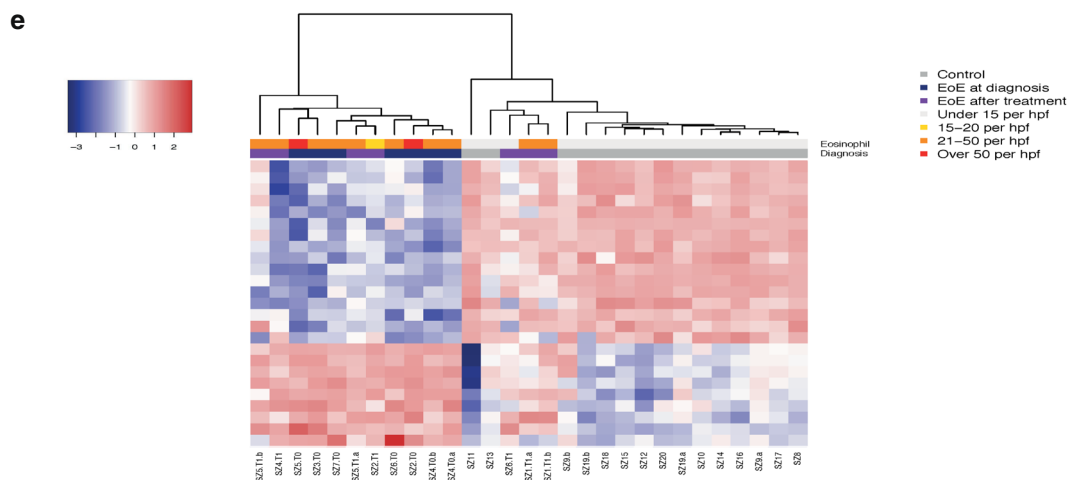 e
−3 −1 0 1 2
Control
EoE at diagnosis
EoE after treatment
Under 15 per hpf
15−20 per hpf
21−50 per hpf
Over 50 per hpf
Eosinophil
Diagnosis
SZ5.T1.b
SZ4.T1
SZ5.T0
SZ3.T0
SZ7.T0
SZ5.T1.a
SZ2.T1
SZ6.T0
SZ2.T0
SZ4.T0.b
SZ4.T0.a
SZ11
SZ13
SZ6.T1
SZ1.T1.a
SZ1.T1.b
SZ9.b
SZ19.b
SZ18
SZ15
SZ12
SZ20
SZ19.a
SZ10
SZ14
SZ16
SZ9.a
SZ17
SZ8